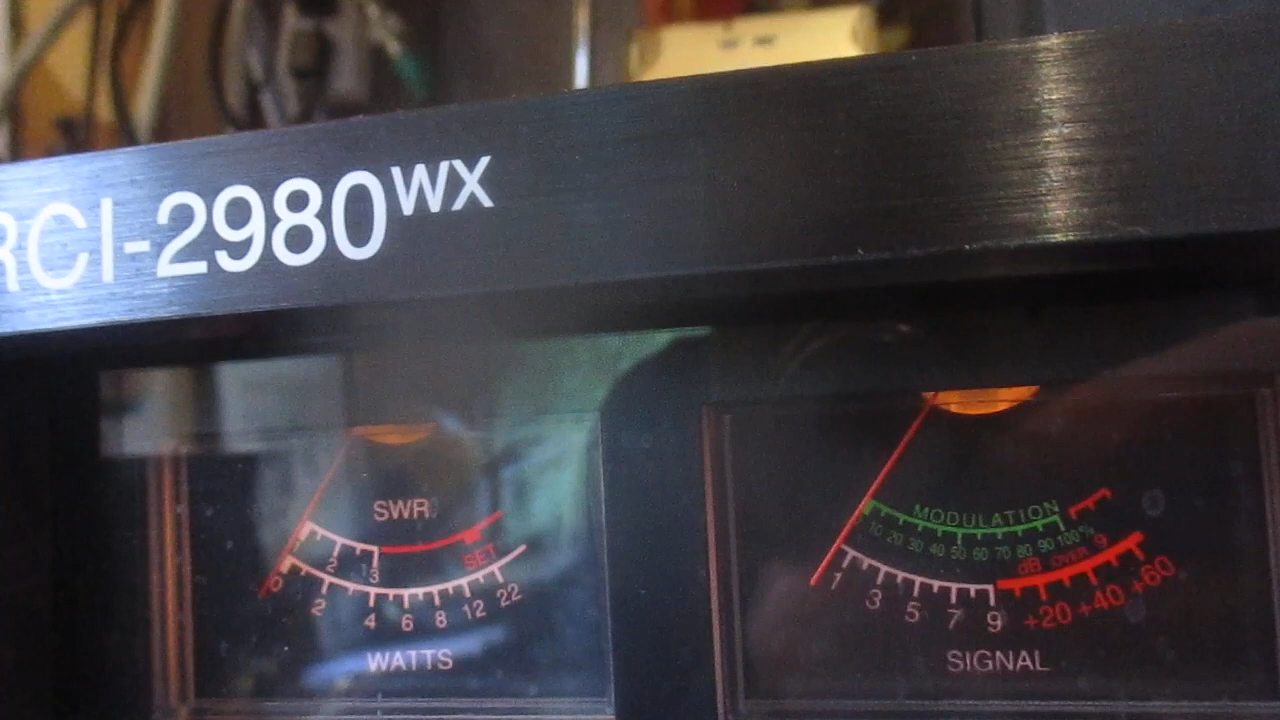 RCI-2980WX
SWR
1 2 3 SET
0 2 4 6 8 12 22
WATTS
MODULATION
10 20 30 40 50 60 70 80 90 100%
dB OVER 9
1 3 5 7 9 +20 +40 +60
SIGNAL